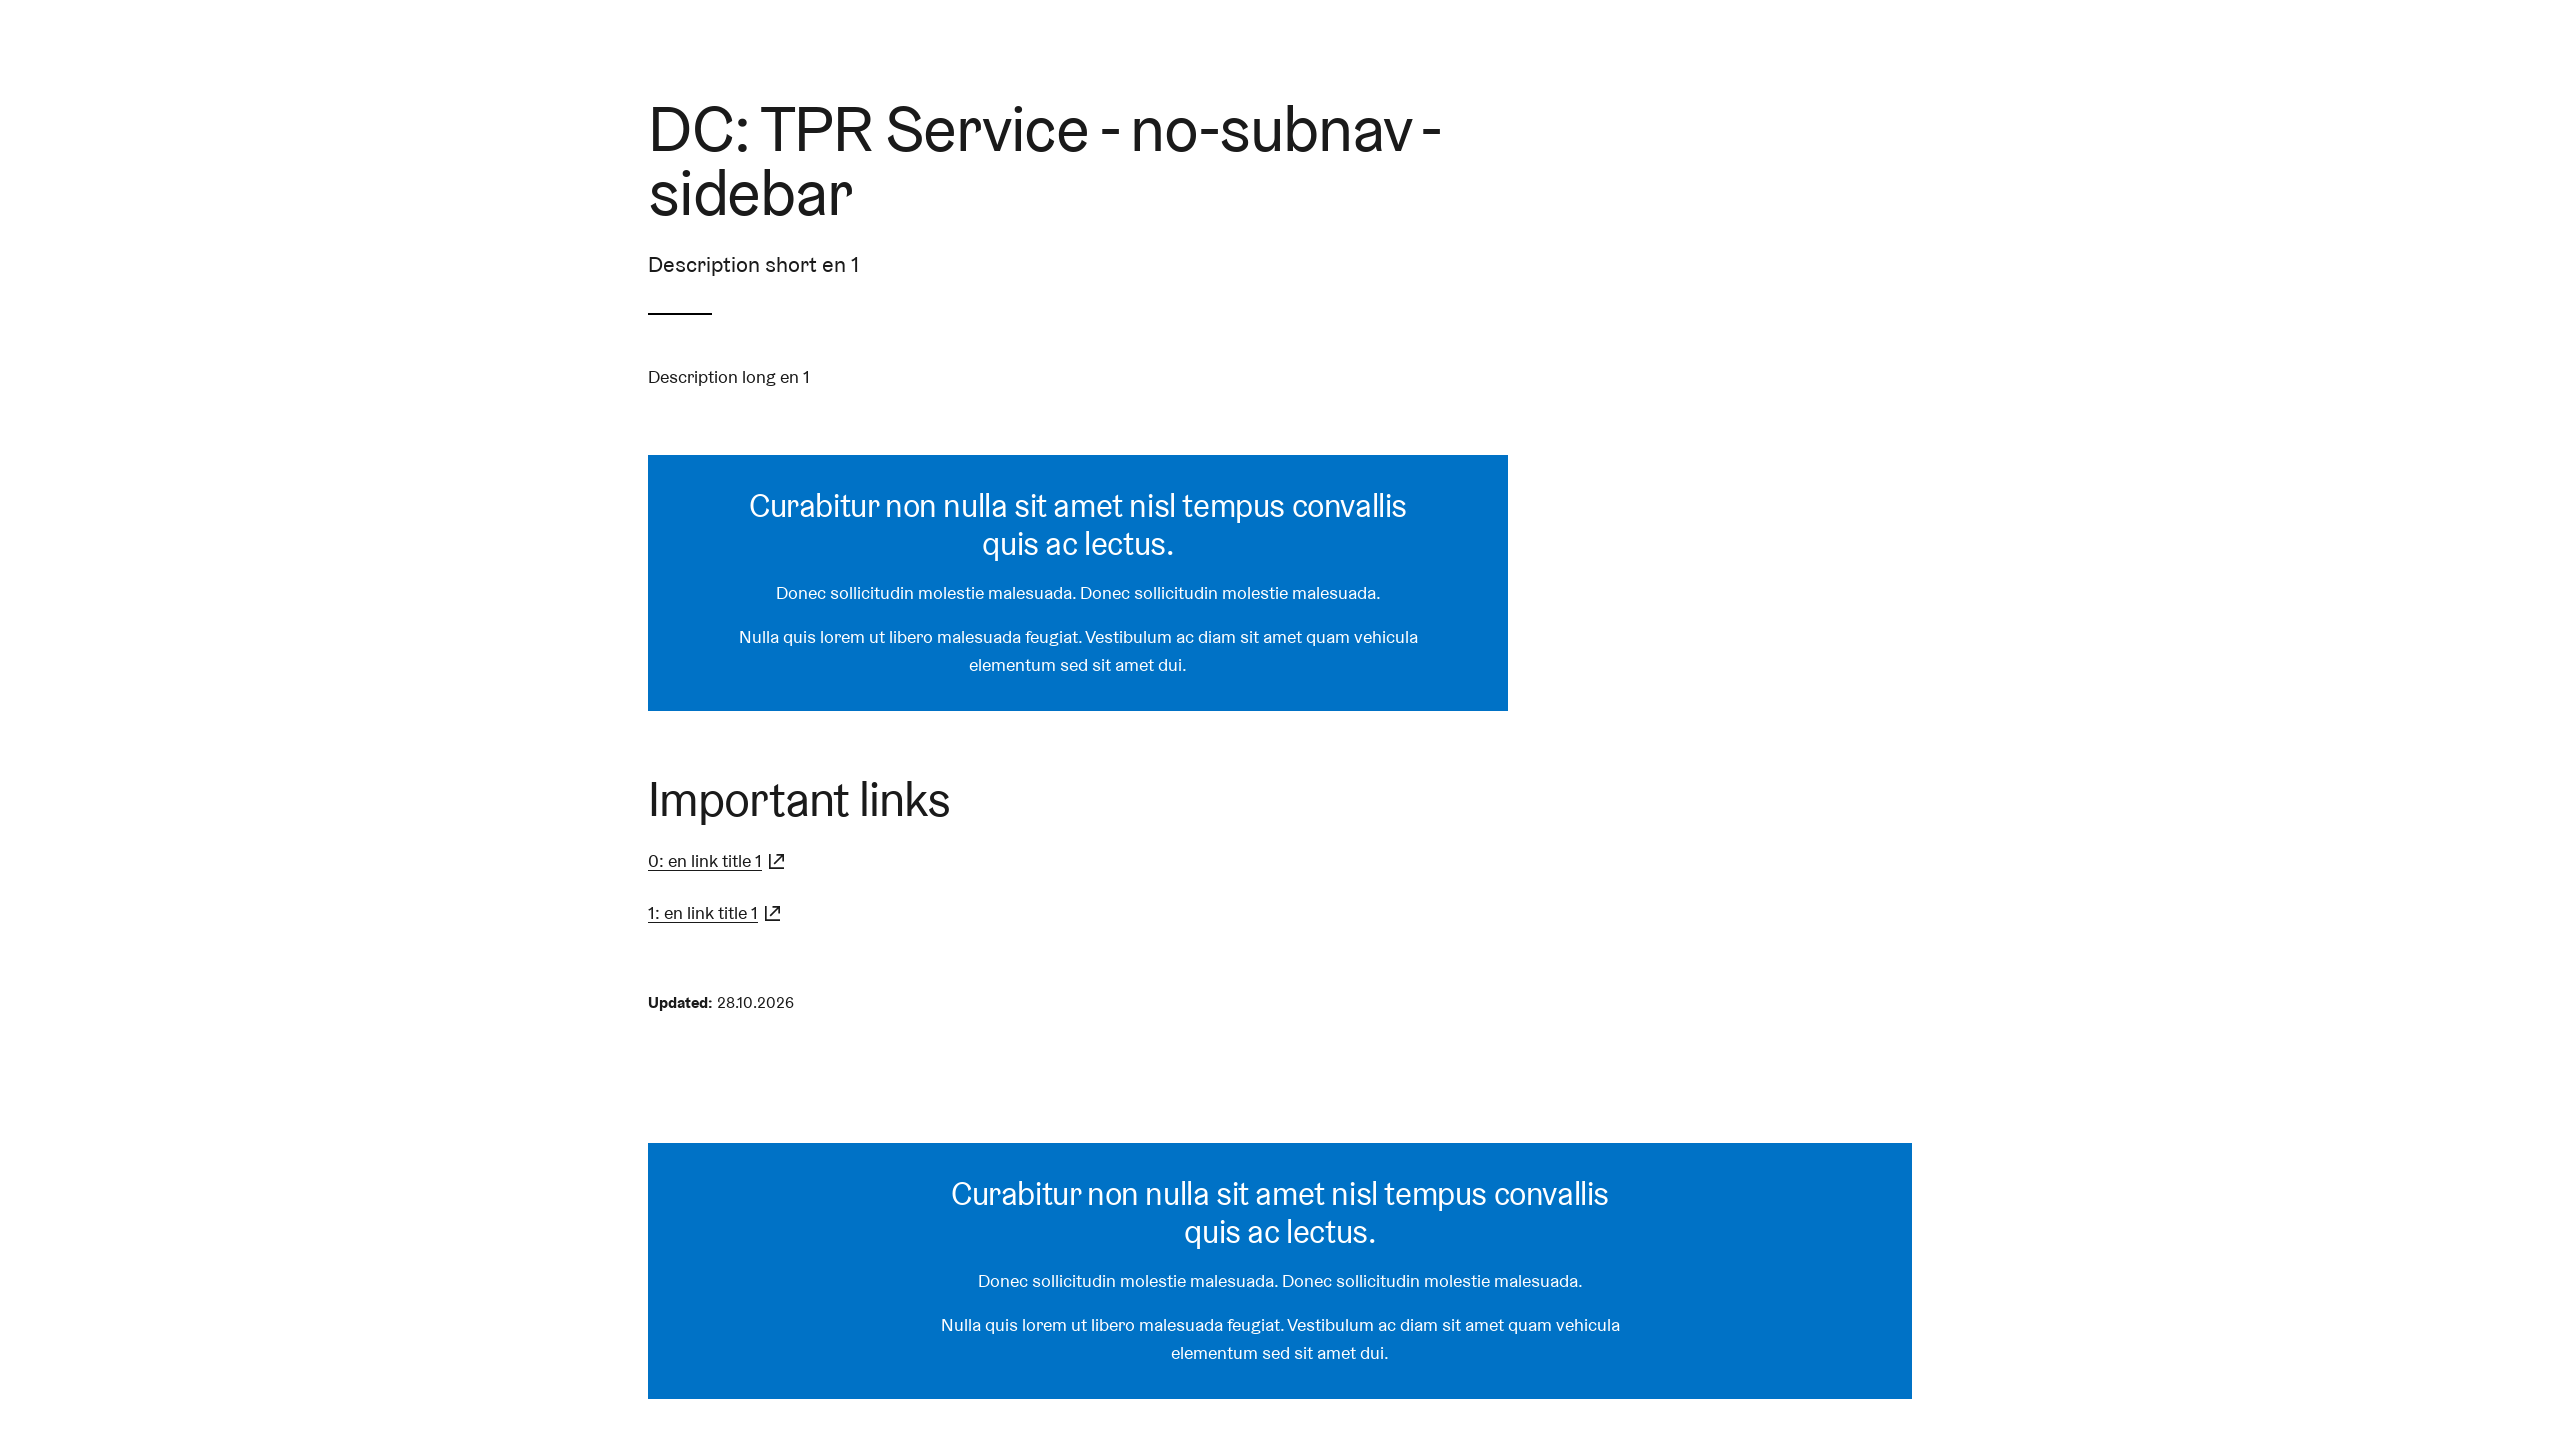 DC: TPR Service - no-subnav -
sidebar
Description short en 1
Description long en 1
Curabitur non nulla sit amet nisl tempus convallis
quis ac lectus.
Donec sollicitudin molestie malesuada. Donec sollicitudin molestie malesuada.
Nulla quis lorem ut libero malesuada feugiat. Vestibulum ac diam sit amet quam vehicula
elementum sed sit amet dui.
Important links
0: en link title 1
1: en link title 1
Updated: 28.10.2026
Curabitur non nulla sit amet nisl tempus convallis
quis ac lectus.
Donec sollicitudin molestie malesuada. Donec sollicitudin molestie malesuada.
Nulla quis lorem ut libero malesuada feugiat. Vestibulum ac diam sit amet quam vehicula
elementum sed sit amet dui.